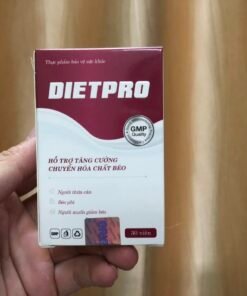 Thực phẩm bảo vệ sức khỏe
DIETPRO
GMP
Quality
HỖ TRỢ TĂNG CƯỜNG
CHUYỂN HÓA CHẤT BÉO
Người thừa cân
Béo phì
Người muốn giảm béo
30 viên